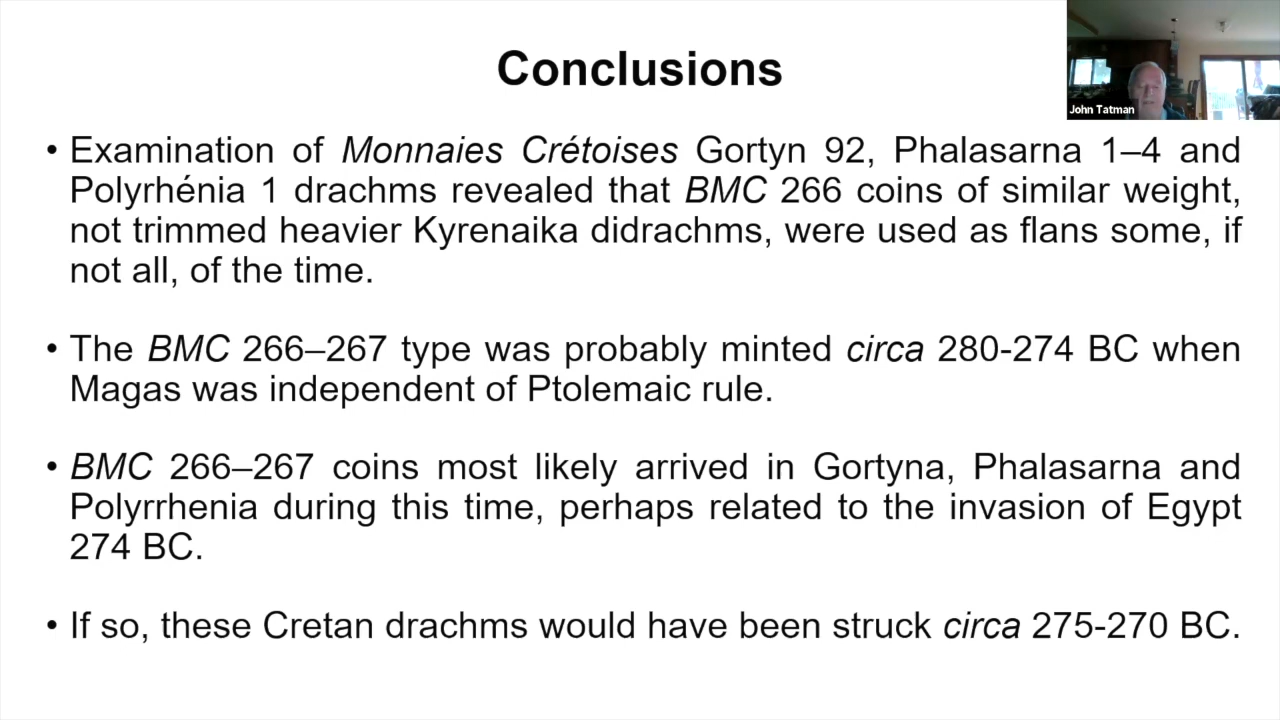 Conclusions
John Tatman
• Examination of Monnaies Crétoises Gortyn 92, Phalasarna 1–4 and
Polyrhénia 1 drachms revealed that BMC 266 coins of similar weight,
not trimmed heavier Kyrenaika didrachms, were used as flans some, if
not all, of the time.
• The BMC 266–267 type was probably minted circa 280-274 BC when
Magas was independent of Ptolemaic rule.
• BMC 266–267 coins most likely arrived in Gortyna, Phalasarna and
Polyrrhenia during this time, perhaps related to the invasion of Egypt
274 BC.
• If so, these Cretan drachms would have been struck circa 275-270 BC.